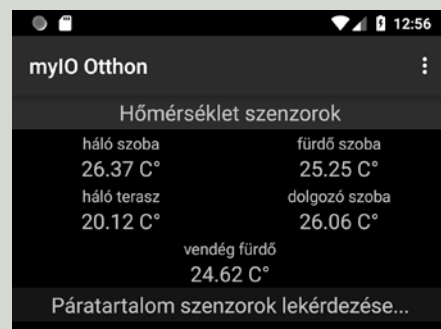 12:56
myIO Otthon
Hőmérséklet szenzorok
háló szoba fürdő szoba
26.37 C° 25.25 C°
háló terasz dolgozó szoba
20.12 C° 26.06 C°
vendég fürdő
24.62 C°
Páratartalom szenzorok lekérdezése...